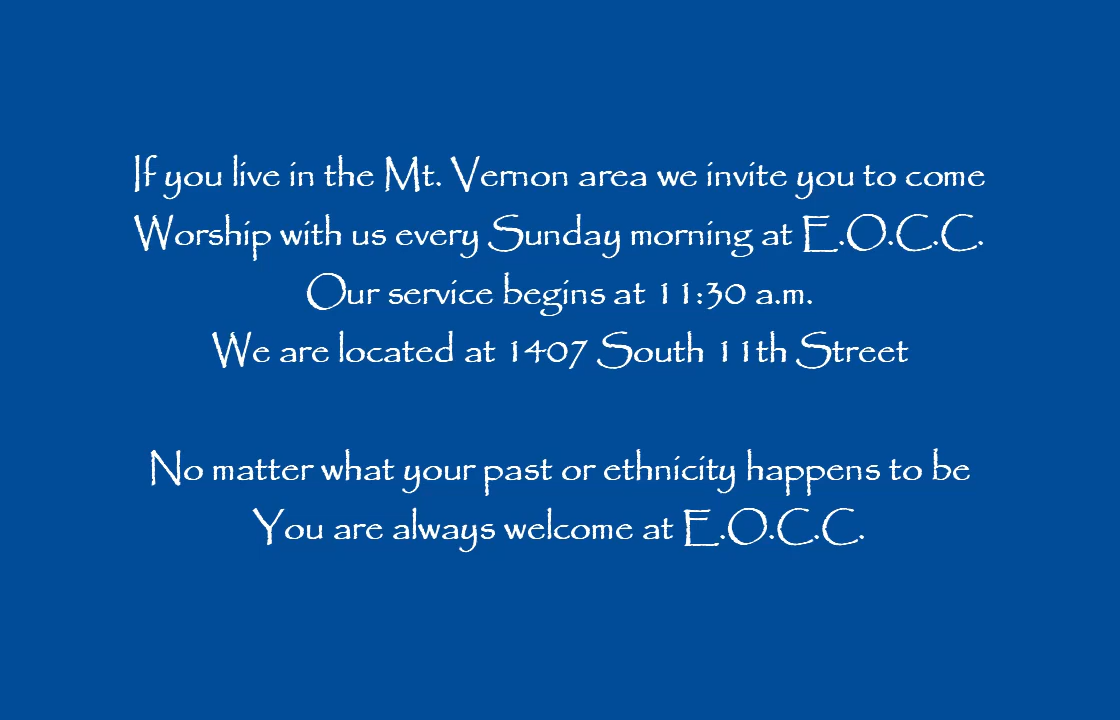 If you live in the Mt. Vernon area we invite you to come
Worship with us every Sunday morning at E.O.C.C.
Our service begins at 11:30 a.m.
We are located at 1407 South 11th Street
No matter what your past or ethnicity happens to be
You are always welcome at E.O.C.C.